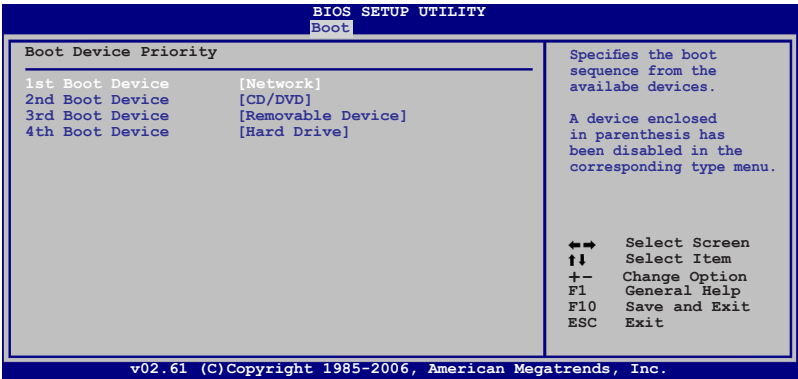 BIOS SETUP UTILITY
Boot
Boot Device Priority
1st Boot Device [Network]
2nd Boot Device [CD/DVD]
3rd Boot Device [Removable Device]
4th Boot Device [Hard Drive]
Specifies the boot
sequence from the
availabe devices.
A device enclosed
in parenthesis has
been disabled in the
corresponding type menu.
←→ Select Screen
↑↓ Select Item
+- Change Option
F1 General Help
F10 Save and Exit
ESC Exit
v02.61 (C)Copyright 1985-2006, American Megatrends, Inc.